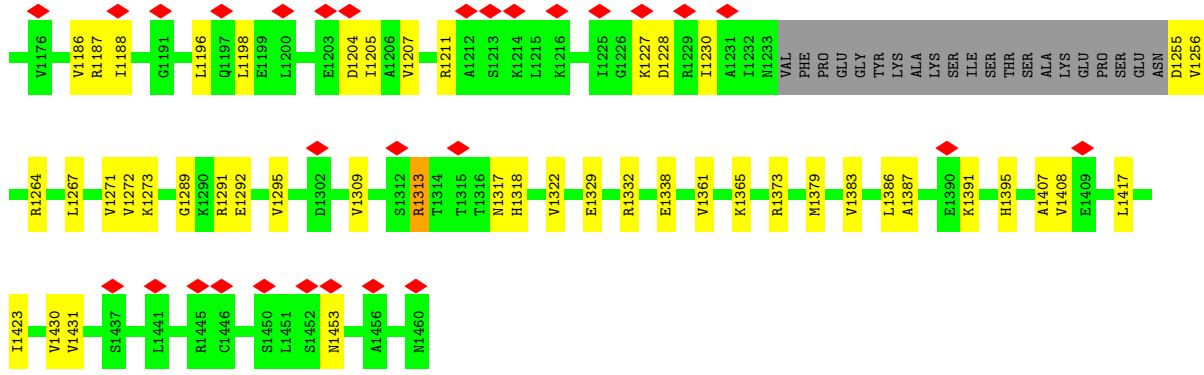 V1176 V1186 R1187 I1188 G1191 L1196 Q1197 L1198 E1199 L1200 E1203 D1204 I1205 A1206 V1207 R1211 A1212 S1213 K1214 L1215 K1216 I1225 G1226 K1227 D1228 R1229 I1230 A1231 I1232 N1233 VAL PHE PRO GLU GLY TYR LYS ALA LYS SER ILE SER THR SER ALA LYS GLU PRO SER GLU ASN D1255 V1256
R1264 L1267 V1271 V1272 K1273 G1289 K1290 R1291 E1292 V1295 D1302 V1309 S1312 R1313 T1314 T1315 T1316 N1317 H1318 V1322 E1329 R1332 E1338 V1361 K1365 R1373 M1379 V1383 L1386 A1387 E1390 K1391 H1395 A1407 V1408 E1409 L1417
I1423 V1430 V1431 S1437 L1441 R1445 C1446 S1450 L1451 S1452 N1453 A1456 N1460